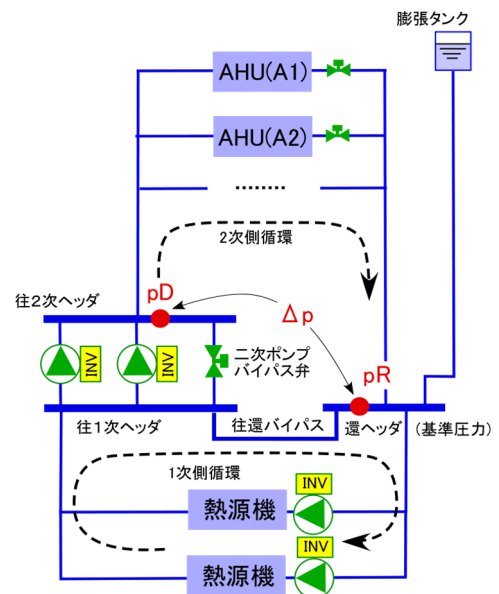 膨張タンク
AHU(A1)
AHU(A2)
2次側循環
pD
往2次ヘッダ
Δp
INV
INV
二次ポンプ
バイパス弁
pR
往1次ヘッダ
往還バイパス
還ヘッダ
(基準圧力)
1次側循環
INV
熱源機
INV
熱源機